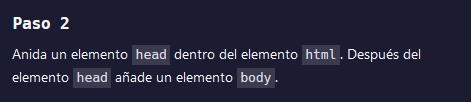 Paso 2
Anida un elemento head dentro del elemento html. Después del
elemento head añade un elemento body.